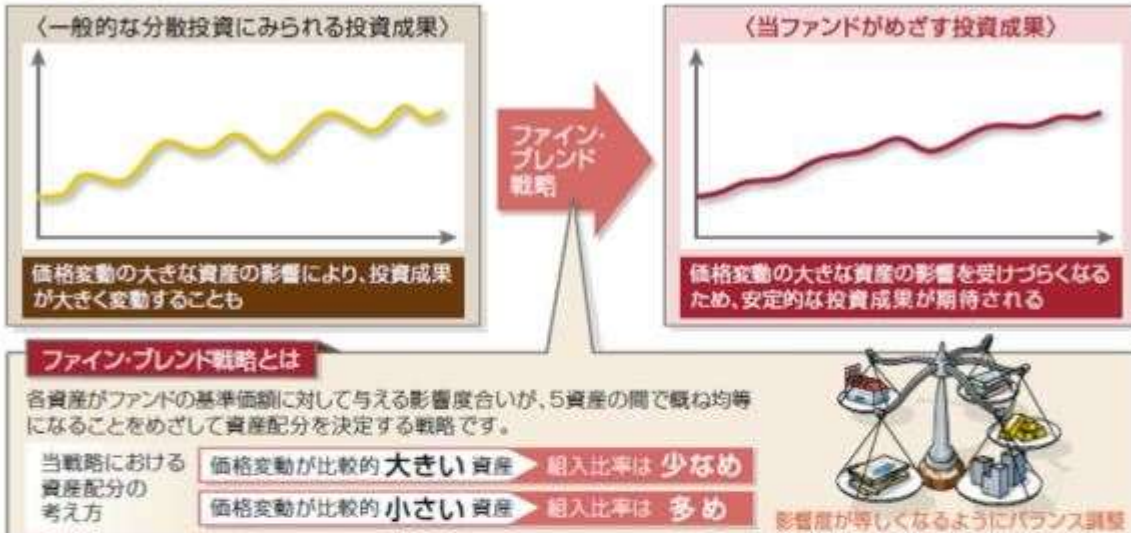 〈一般的な分散投資にみられる投資成果〉
価格変動の大きな資産の影響により、投資成果
が大きく変動することも
ファイン・
ブレンド
戦略
〈当ファンドがめざす投資成果〉
価格変動の大きな資産の影響を受けづらくなる
ため、安定的な投資成果が期待される
ファイン・ブレンド戦略とは
各資産がファンドの基準価額に対して与える影響度合いが、5資産の間で概ね均等
になることをめざして資産配分を決定する戦略です。
当戦略における
資産配分の
考え方
価格変動が比較的 大きい 資産 組入比率は 少なめ
価格変動が比較的 小さい 資産 組入比率は 多め
影響度が等しくなるようにバランス調整